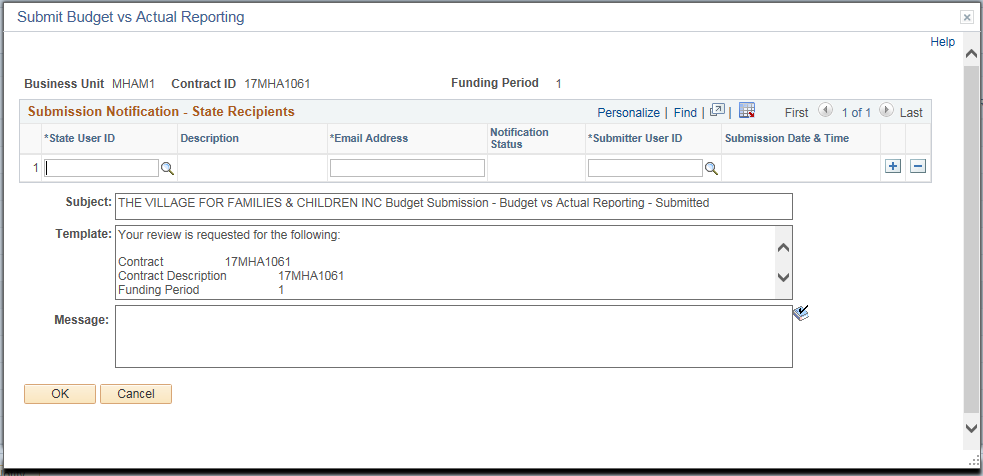 Submit Budget vs Actual Reporting
Help
Business Unit MHAM1 Contract ID 17MHA1061 Funding Period 1
Submission Notification - State Recipients Personalize | Find | | First 1 of 1 Last
*State User ID Description *Email Address Notification Status *Submitter User ID Submission Date & Time
1
Subject: THE VILLAGE FOR FAMILIES & CHILDREN INC Budget Submission - Budget vs Actual Reporting - Submitted
Template: Your review is requested for the following:
Contract 17MHA1061
Contract Description 17MHA1061
Funding Period 1
Message:
OK Cancel